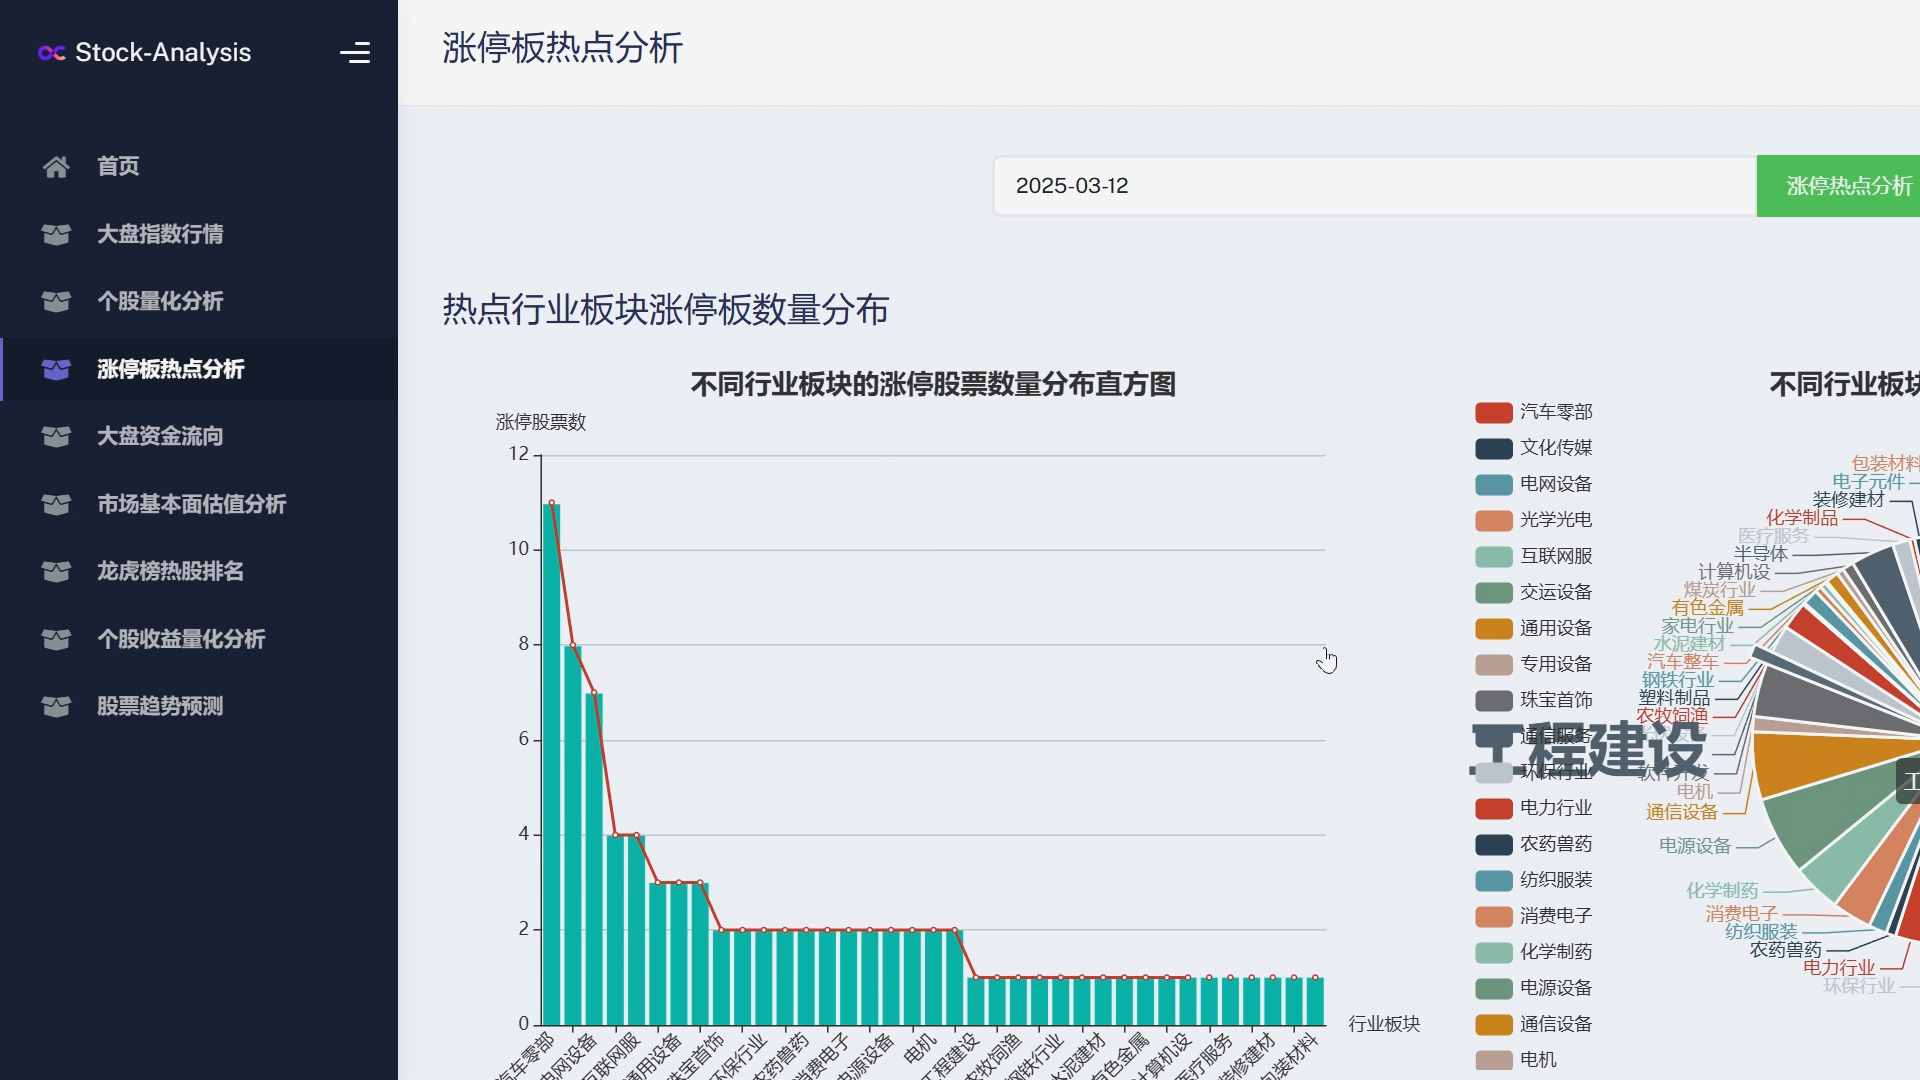 Stock-Analysis
首页
大盘指数行情
个股量化分析
涨停板热点分析
大盘资金流向
市场基本面估值分析
龙虎榜热股排名
个股收益量化分析
股票趋势预测
涨停板热点分析
2025-03-12
涨停热点分析
热点行业板块涨停板数量分布
不同行业板块的涨停股票数量分布直方图
涨停股票数
12
10
8
6
4
2
0
汽车零部
电网设备
互联网服
通用设备
珠宝首饰
环保行业
农药兽药
消费电子
电源设备
电机
工程建设
农牧饲渔
钢铁行业
水泥建材
有色金属
计算机设
医疗服务
装修建材
包装材料
行业板块
汽车零部
文化传媒
电网设备
光学光电
互联网服
交运设备
通用设备
专用设备
珠宝首饰
通信服务
环保行业
电力行业
农药兽药
纺织服装
消费电子
化学制药
电源设备
通信设备
电机
不同行业板块
包装材料
电子元件
装修建材
化学制品
医疗服务
半导体
计算机设
煤炭行业
有色金属
家电行业
水泥建材
汽车整车
钢铁行业
塑料制品
农牧饲渔
工程建设
软件开发
电机
通信设备
电源设备
化学制药
消费电子
纺织服装
农药兽药
电力行业
环保行业